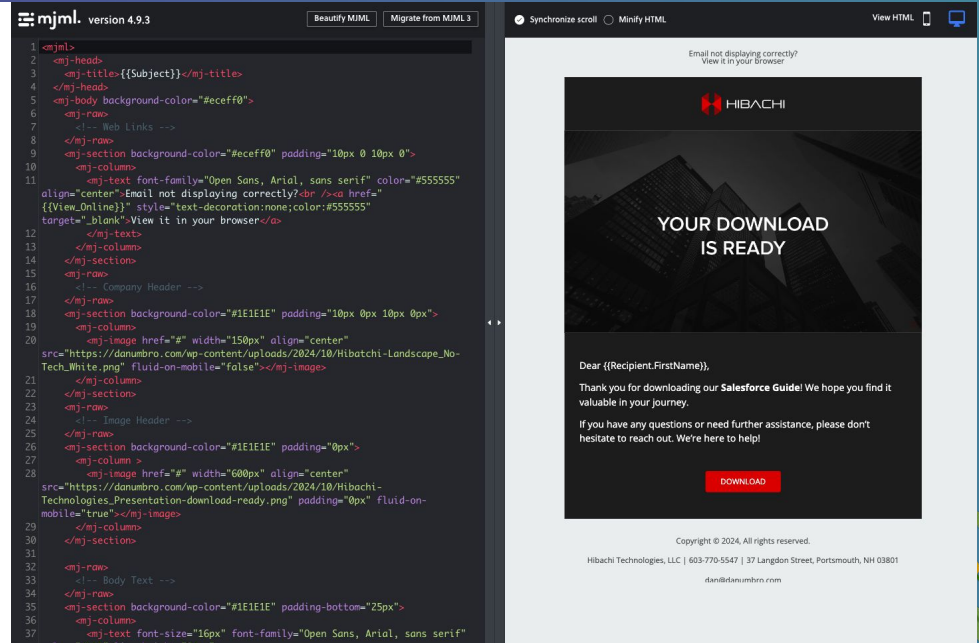 mjml. version 4.9.3
Beautify MJML
Migrate from MJML 3
1 <mjml>
2 <mj-head>
3 <mj-title>{{Subject}}</mj-title>
4 </mj-head>
5 <mj-body background-color="#eceff0">
6 <mj-raw>
7 <!-- Web Links -->
8 </mj-raw>
9 <mj-section background-color="#eceff0" padding="10px 0 10px 0">
10 <mj-column>
11 <mj-text font-family="Open Sans, Arial, sans serif" color="#555555"
align="center">Email not displaying correctly?<br /><a href="
{{View_Online}}" style="text-decoration:none;color:#555555"
target="_blank">View it in your browser</a>
12 </mj-text>
13 </mj-column>
14 </mj-section>
15 <mj-raw>
16 <!-- Company Header -->
17 </mj-raw>
18 <mj-section background-color="#1E1E1E" padding="10px 0px 10px 0px">
19 <mj-column>
20 <mj-image href="#" width="150px" align="center"
src="https://danumbro.com/wp-content/uploads/2024/10/Hibatchi-Landscape_No-
Tech_White.png" fluid-on-mobile="false"></mj-image>
21 </mj-column>
22 </mj-section>
23 <mj-raw>
24 <!-- Image Header -->
25 </mj-raw>
26 <mj-section background-color="#1E1E1E" padding="0px">
27 <mj-column >
28 <mj-image href="#" width="600px" align="center"
src="https://danumbro.com/wp-content/uploads/2024/10/Hibachi-
Technologies_Presentation-download-ready.png" padding="0px" fluid-on-
mobile="true"></mj-image>
29 </mj-column>
30 </mj-section>
31
32 <mj-raw>
33 <!-- Body Text -->
34 </mj-raw>
35 <mj-section background-color="#1E1E1E" padding-bottom="25px">
36 <mj-column>
37 <mj-text font-size="16px" font-family="Open Sans, Arial, sans serif"
Synchronize scroll
Minify HTML
View HTML
Email not displaying correctly?
View it in your browser
HIBACHI
YOUR DOWNLOAD
IS READY
Dear {{Recipient.FirstName}},
Thank you for downloading our Salesforce Guide! We hope you find it
valuable in your journey.
If you have any questions or need further assistance, please don’t
hesitate to reach out. We’re here to help!
DOWNLOAD
Copyright © 2024, All rights reserved.
Hibachi Technologies, LLC | 603-770-5547 | 37 Langdon Street, Portsmouth, NH 03801
dan@danumbro.com